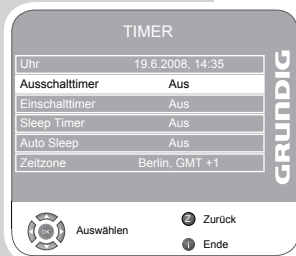 TIMER
Uhr 19.6.2008, 14:35
Ausschalttimer Aus
Einschalttimer Aus
Sleep Timer Aus
Auto Sleep Aus
Zeitzone Berlin, GMT +1
GRUNDIG
OK Auswählen
Z Zurück
i Ende